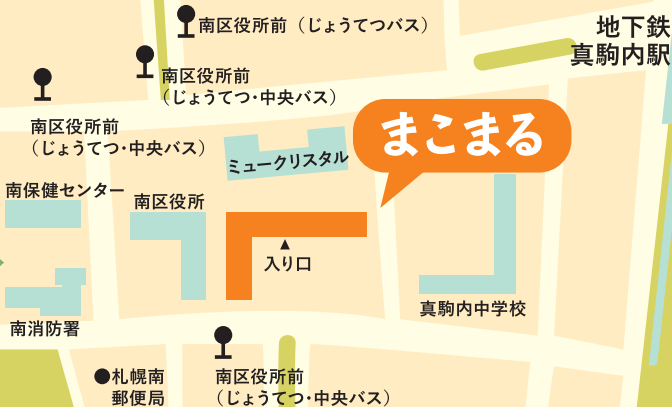 南区役所前（じょうてつバス）
地下鉄
真駒内駅
南区役所前
（じょうてつ・中央バス）
南区役所前
（じょうてつ・中央バス）
まこまる
ミュークリスタル
南保健センター
南区役所
▲
入り口
真駒内中学校
南消防署
●札幌南
郵便局
南区役所前
（じょうてつ・中央バス）